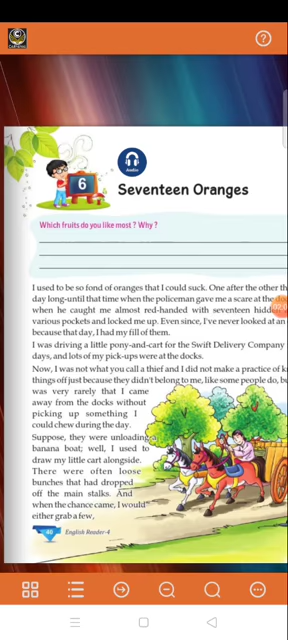 6
Audio
Seventeen Oranges
Which fruits do you like most ? Why ?
I used to be so fond of oranges that I could suck. One after the other th
day long-until that time when the policeman gave me a scare at the
when he caught me almost red-handed with seventeen hidde
various pockets and locked me up. Even since, I've never looked at an
because that day, I had my fill of them.
I was driving a little pony-and-cart for the Swift Delivery Company
days, and lots of my pick-ups were at the docks.
Now, I was not what you call a thief and I did not make a practice of
things off just because they didn't belong to me, like some people do, bu
was very rarely that I came
away from the docks without
picking up something I
could chew during the day.
Suppose, they were unloading a
banana boat; well, I used to
draw my little cart alongside.
There were often loose
bunches that had dropped
off the main stalks. And
when the chance came, I would
either grab a few,
40 English Reader-4